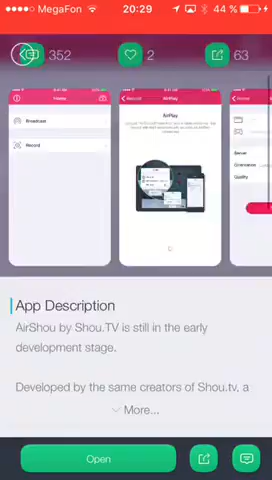 MegaFon 20:29 44 %
352 2 63
Home
Broadcast
Record
Record AirPlay
AirPlay
Server
Orientation
Quality
App Description
AirShou by Shou.TV is still in the early
development stage.
Developed by the same creators of Shou.tv, a
More...
Open